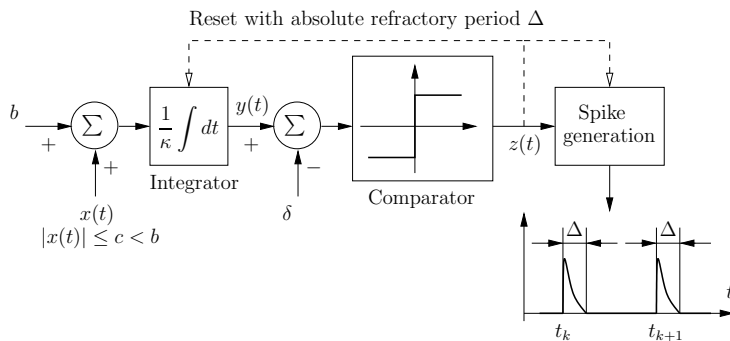 Reset with absolute refractory period Δ
b
+
∑
+
1/κ ∫ dt
Integrator
x(t)
|x(t)| ≤ c < b
y(t)
+
∑
−
δ
Comparator
z(t)
Spike
generation
Δ
Δ
t
t_k
t_{k+1}